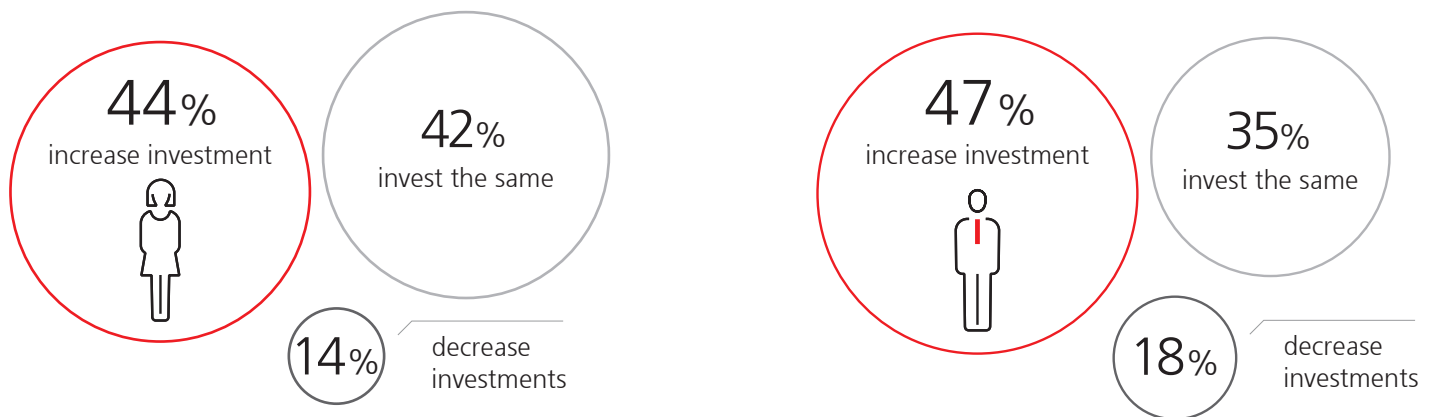 44%
increase investment
42%
invest the same
14%
decrease
investments
47%
increase investment
35%
invest the same
18%
decrease
investments